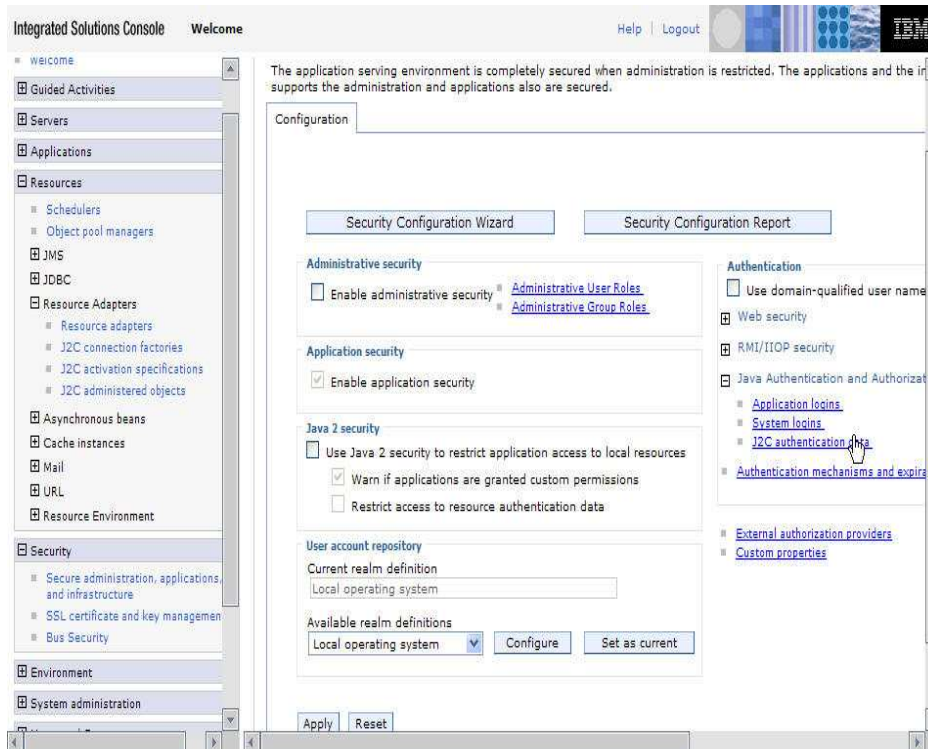 Integrated Solutions Console Welcome Help | Logout IBM
Welcome
Guided Activities
Servers
Applications
Resources
Schedulers
Object pool managers
JMS
JDBC
Resource Adapters
Resource adapters
J2C connection factories
J2C activation specifications
J2C administered objects
Asynchronous beans
Cache instances
Mail
URL
Resource Environment
Security
Secure administration, applications,
and infrastructure
SSL certificate and key managemen
Bus Security
Environment
System administration
The application serving environment is completely secured when administration is restricted. The applications and the in
supports the administration and applications also are secured.
Configuration
Security Configuration Wizard Security Configuration Report
Administrative security
Enable administrative security
Administrative User Roles
Administrative Group Roles
Application security
Enable application security
Java 2 security
Use Java 2 security to restrict application access to local resources
Warn if applications are granted custom permissions
Restrict access to resource authentication data
User account repository
Current realm definition
Local operating system
Available realm definitions
Local operating system Configure Set as current
Apply Reset
Authentication
Use domain-qualified user name
Web security
RMI/IIOP security
Java Authentication and Authorizat
Application logins
System logins
J2C authentication data
Authentication mechanisms and expira
External authorization providers
Custom properties